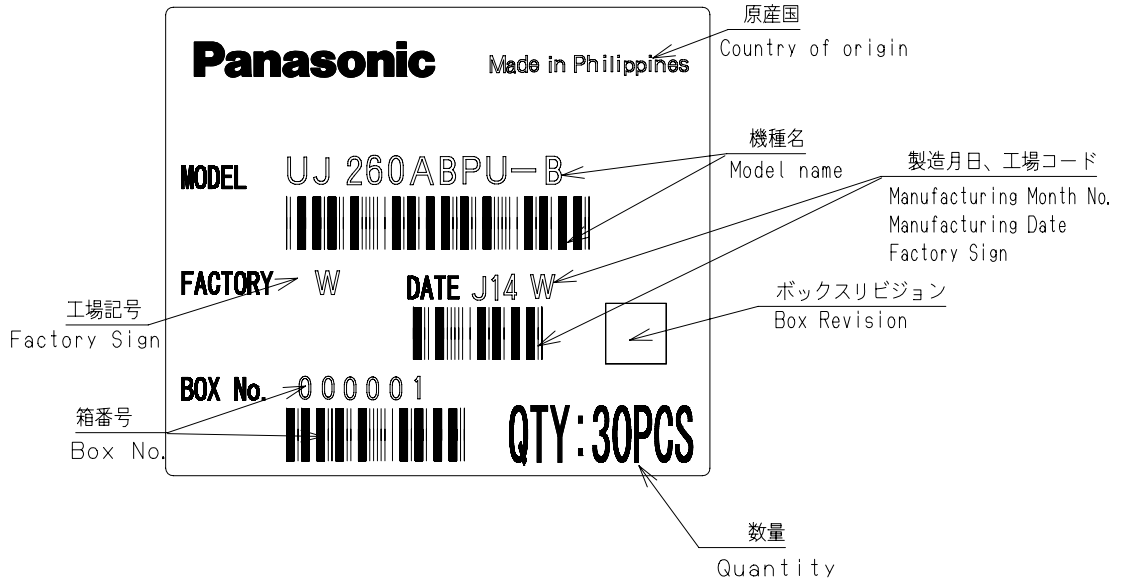 原産国
Country of origin
Panasonic
Made in Philippines
機種名
Model name
製造月日、工場コード
Manufacturing Month No.
Manufacturing Date
Factory Sign
MODEL UJ 260ABPU-B
FACTORY W
DATE J14 W
工場記号
Factory Sign
ボックスリビジョン
Box Revision
BOX No. 000001
箱番号
Box No.
QTY:30PCS
数量
Quantity